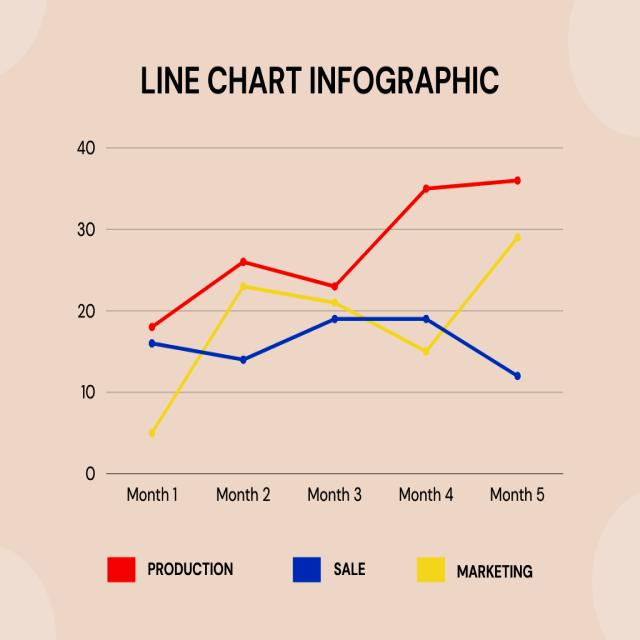 LINE CHART INFOGRAPHIC
40
30
20
10
0
Month 1 Month 2 Month 3 Month 4 Month 5
PRODUCTION SALE MARKETING